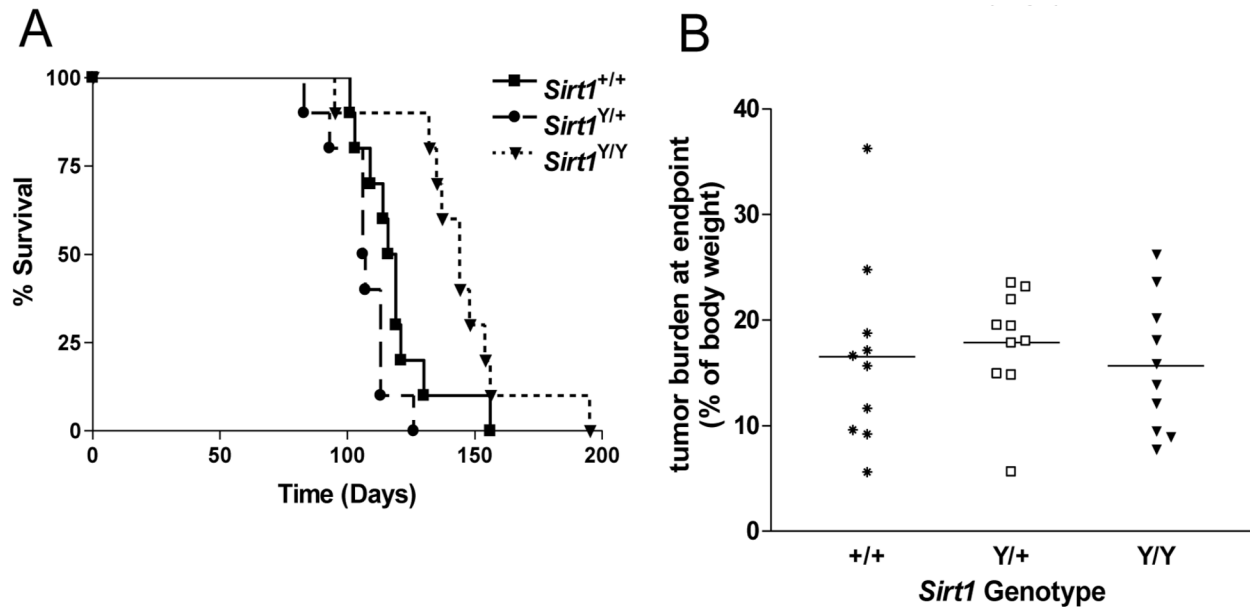 A
% Survival
100
75
50
25
0
0
50
100
150
200
Time (Days)
Sirt1+/+
Sirt1Y/+
Sirt1Y/Y
B
tumor burden at endpoint
(% of body weight)
40
30
20
10
0
+/+
Y/+
Y/Y
Sirt1 Genotype